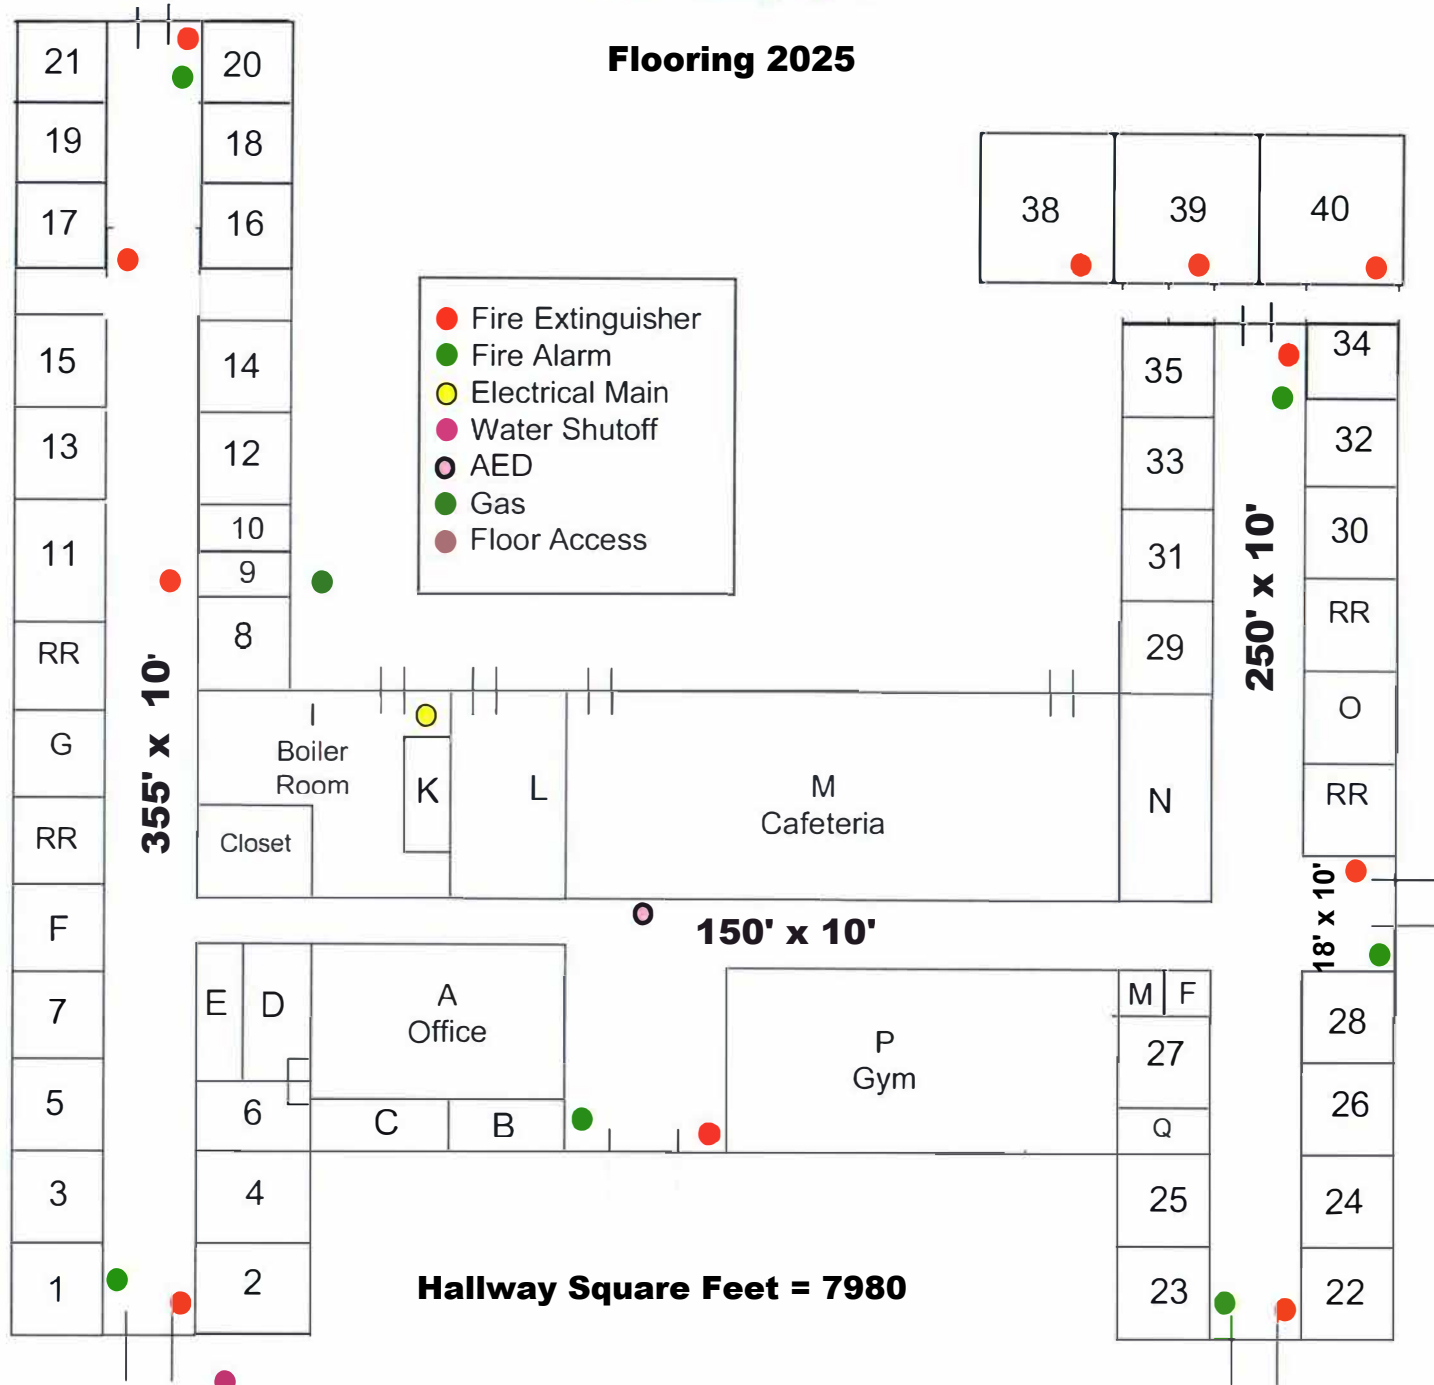 Flooring 2025
21
20
19
18
17
16
38
39
40
Fire Extinguisher
Fire Alarm
Electrical Main
Water Shutoff
AED
Gas
Floor Access
15
14
13
12
11
10
9
8
RR
G
RR
F
7
5
3
1
355' x 10'
I
Boiler
Room
Closet
K
L
M
Cafeteria
N
35
33
31
29
34
32
30
RR
O
RR
250' x 10'
18' x 10'
150' x 10'
E
D
A
Office
C
B
6
4
2
P
Gym
M
F
27
Q
25
23
28
26
24
22
Hallway Square Feet = 7980